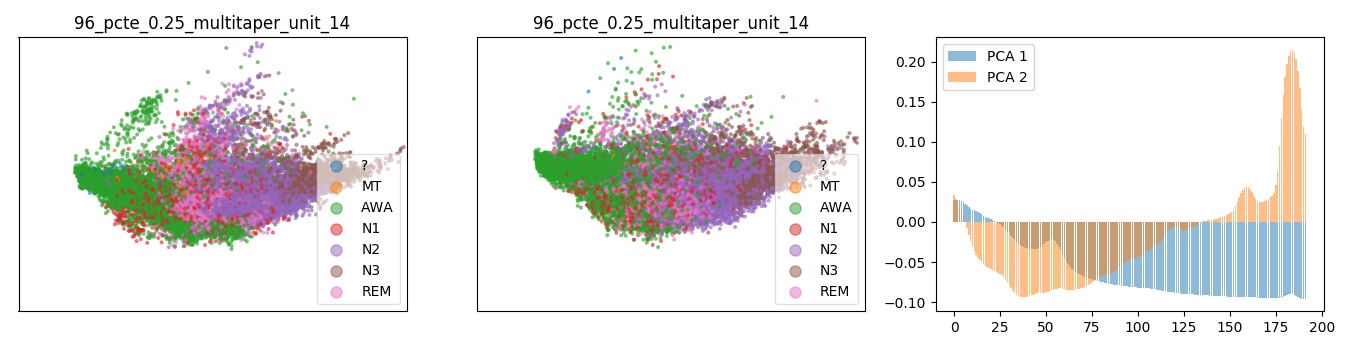 96_pcte_0.25_multitaper_unit_14
?
MT
AWA
N1
N2
N3
REM
96_pcte_0.25_multitaper_unit_14
?
MT
AWA
N1
N2
N3
REM
PCA 1
PCA 2
0.20
0.15
0.10
0.05
0.00
−0.05
−0.10
0 25 50 75 100 125 150 175 200